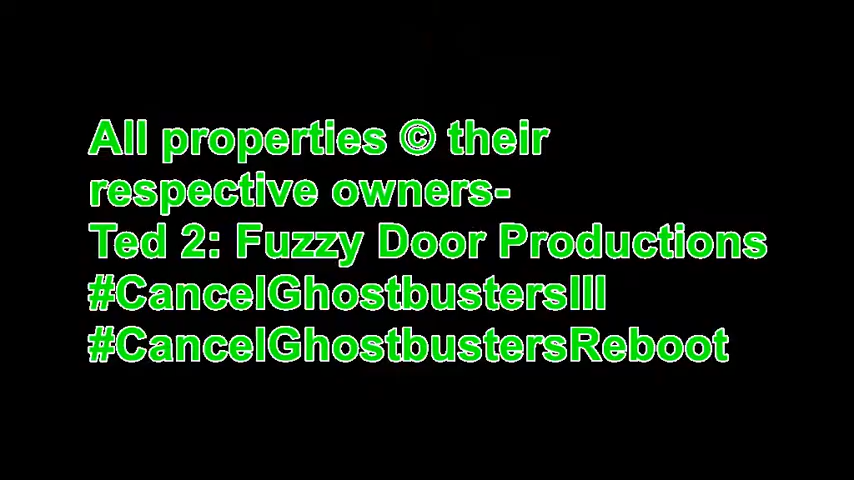 All properties © their
respective owners-
Ted 2: Fuzzy Door Productions
#CancelGhostbustersIII
#CancelGhostbustersReboot